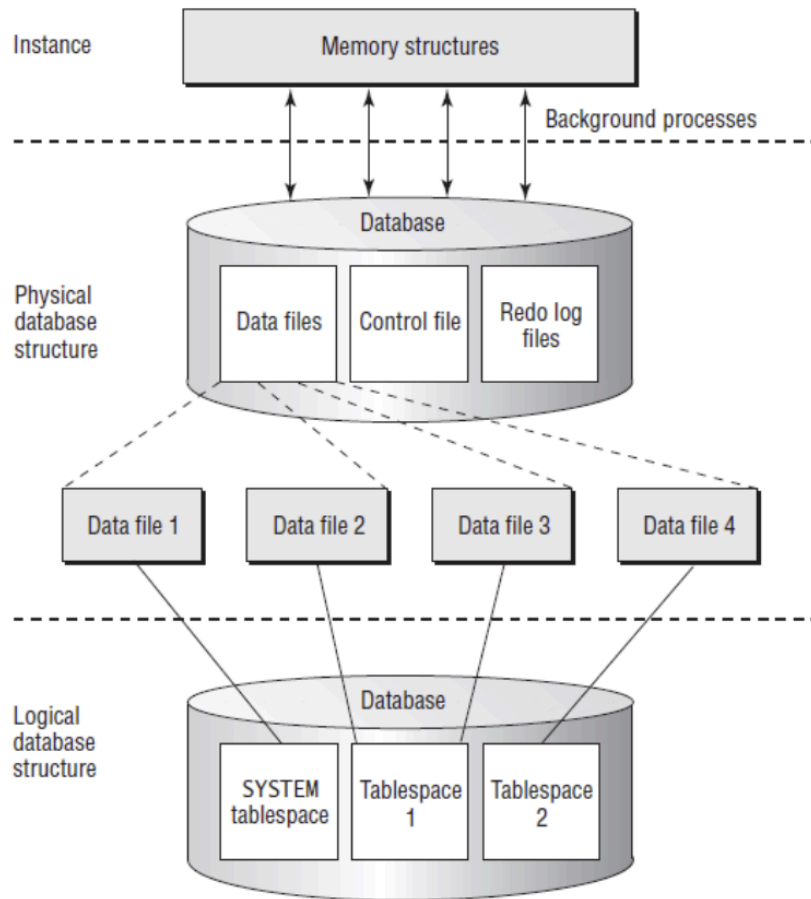 Instance
Memory structures
Background processes
Database
Physical
database
structure
Data files
Control file
Redo log
files
Data file 1
Data file 2
Data file 3
Data file 4
Logical
database
structure
Database
SYSTEM
tablespace
Tablespace
1
Tablespace
2